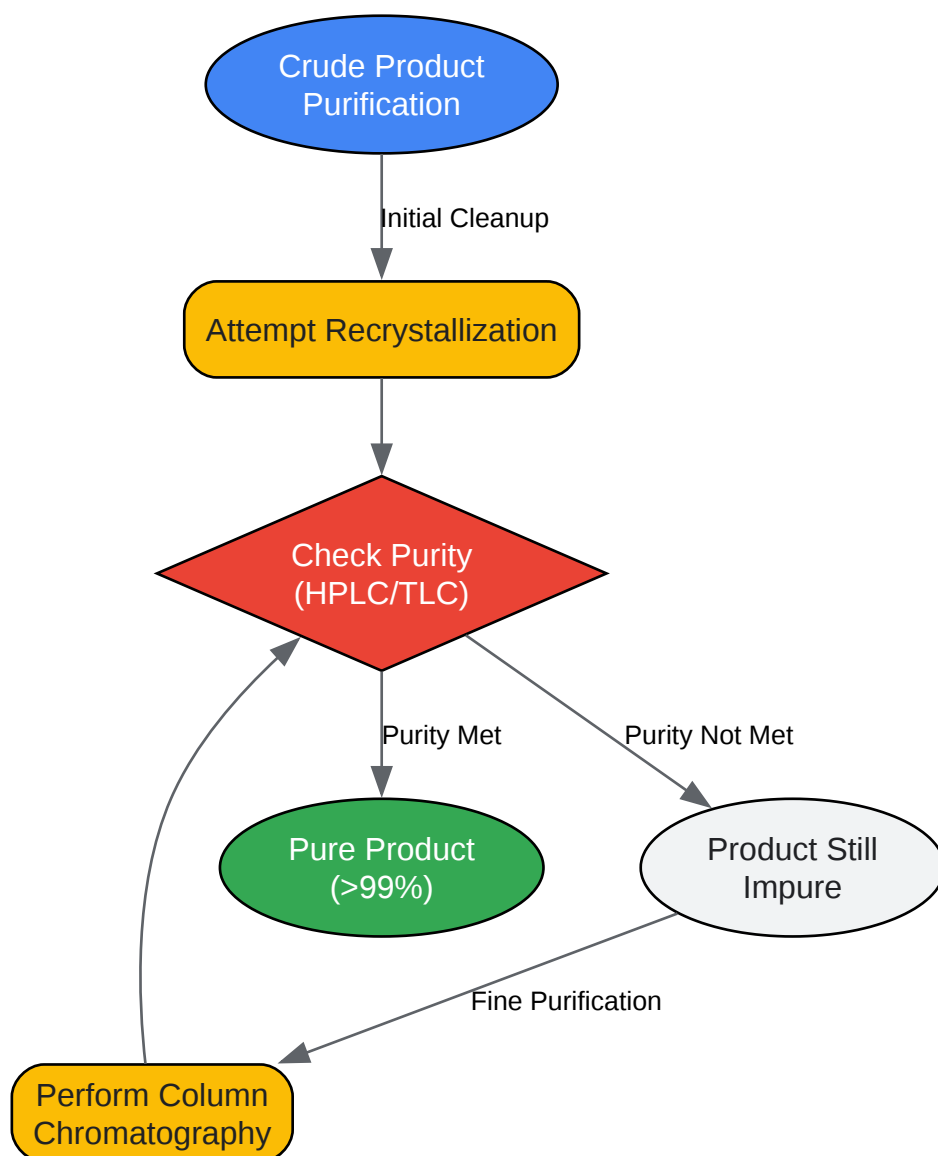 Crude Product
Purification
Initial Cleanup
Attempt Recrystallization
Check Purity
(HPLC/TLC)
Purity Met
Purity Not Met
Pure Product
(>99%)
Product Still
Impure
Fine Purification
Perform Column
Chromatography